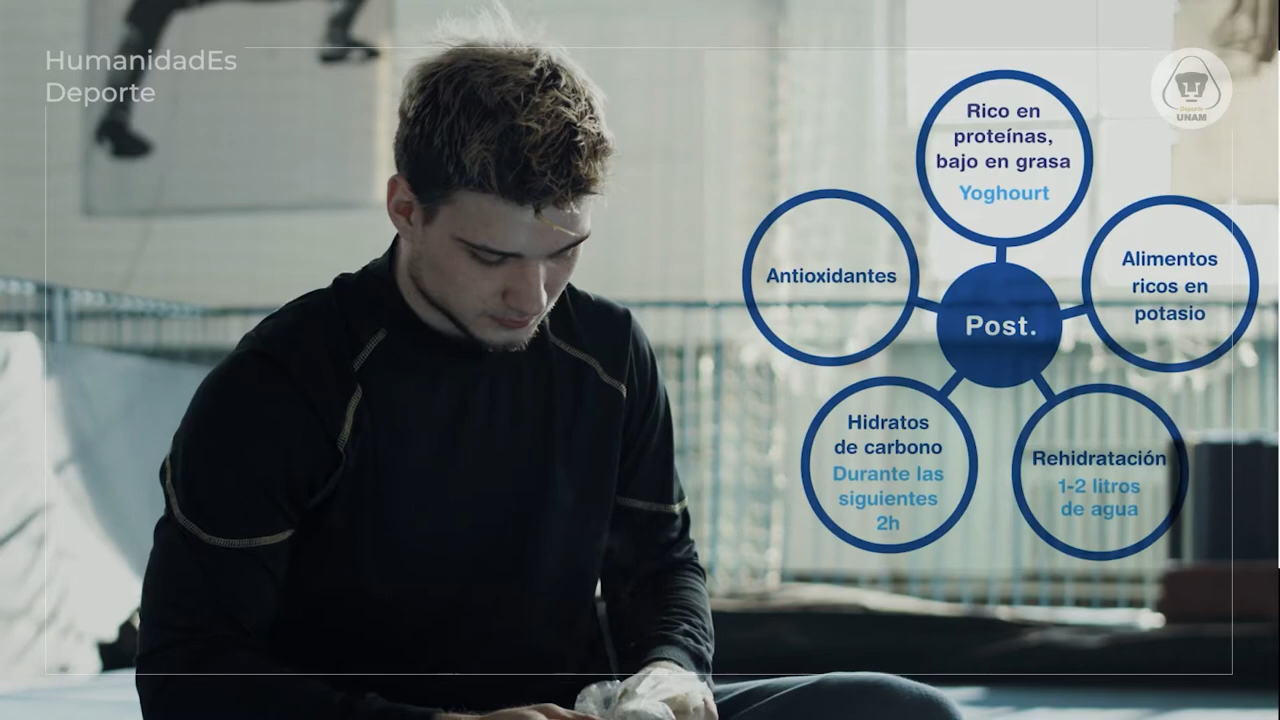 HumanidadEs
Deporte
Deporte
UNAM
Rico en
proteínas,
bajo en grasa
Yoghourt
Antioxidantes
Alimentos
ricos en
potasio
Post.
Hidratos
de carbono
Durante las
siguientes
2h
Rehidratación
1-2 litros
de agua